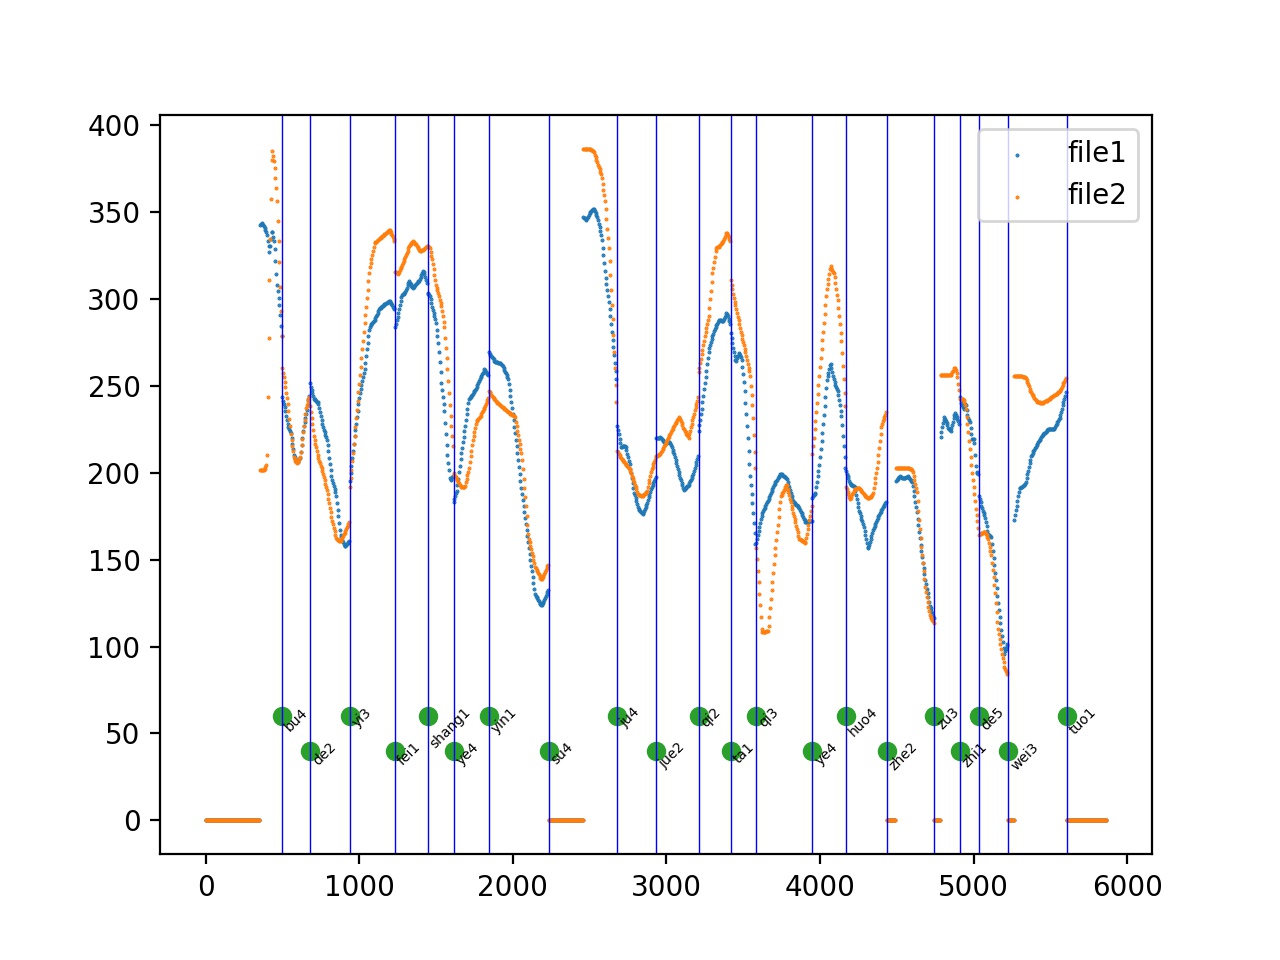 400
350
300
250
200
150
100
50
0
file1
file2
bu4
de2
yi3
fei1
shang1
ye4
yin1
su4
ju4
jue2
qi2
ta1
qi3
ye4
huo4
zhe2
zu3
zhi1
de5
wei3
tuo1
0
1000
2000
3000
4000
5000
6000